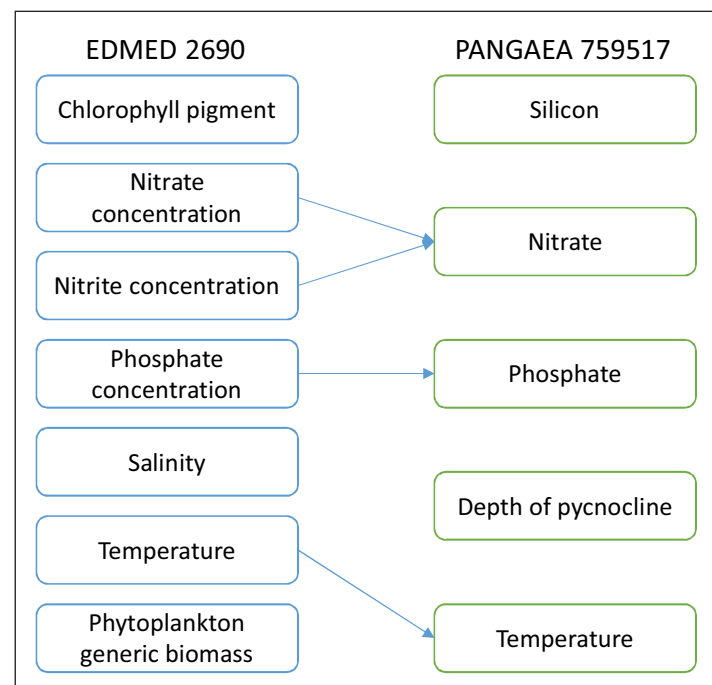 EDMED 2690
Chlorophyll pigment
Nitrate
concentration
Nitrite concentration
Phosphate
concentration
Salinity
Temperature
Phytoplankton
generic biomass
PANGAEA 759517
Silicon
Nitrate
Phosphate
Depth of pycnocline
Temperature